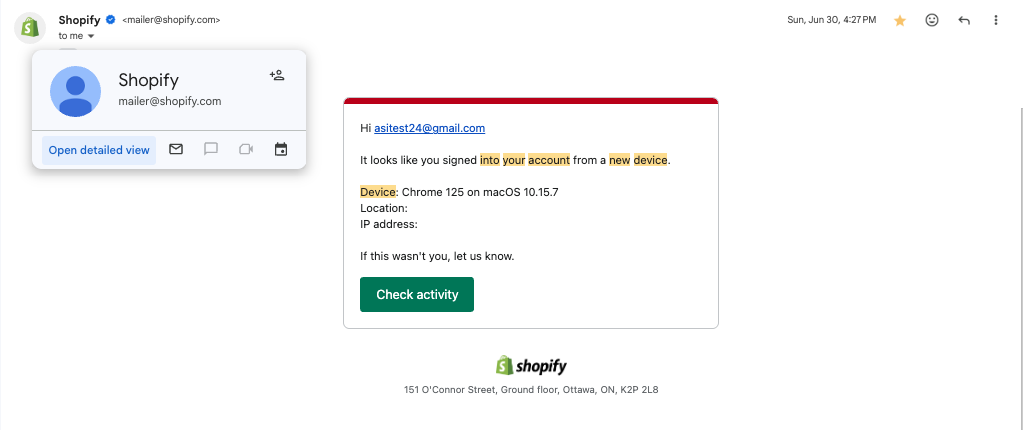 Shopify <mailer@shopify.com> Sun, Jun 30, 4:27 PM
to me
Shopify
mailer@shopify.com
Open detailed view
Hi asitest24@gmail.com
It looks like you signed into your account from a new device.
Device: Chrome 125 on macOS 10.15.7
Location:
IP address:
If this wasn't you, let us know.
Check activity
shopify
151 O'Connor Street, Ground floor, Ottawa, ON, K2P 2L8